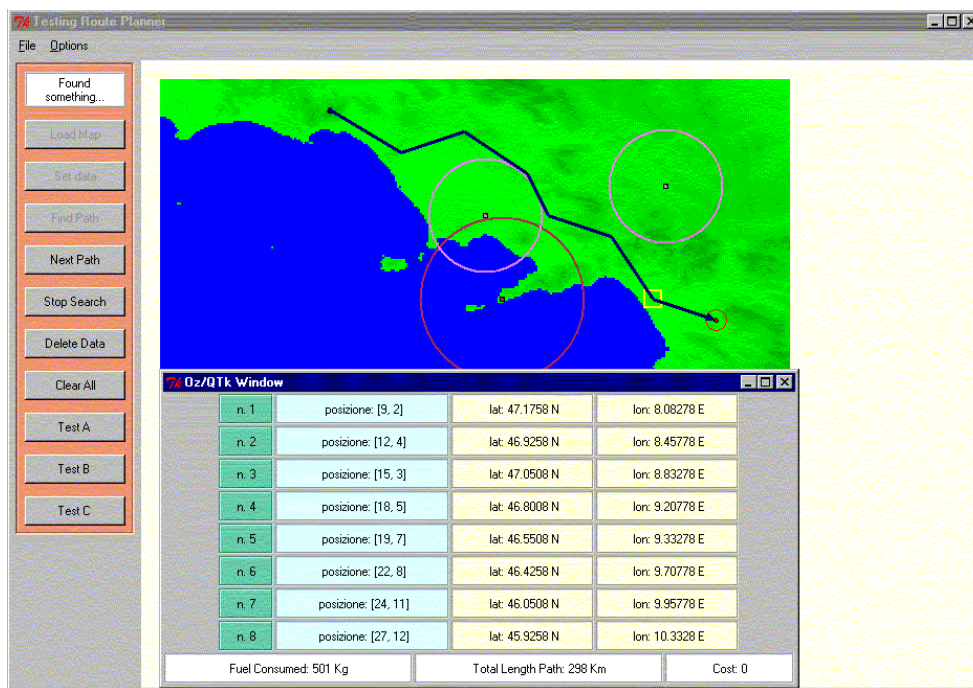 Testing Route Planner
File Options
Found
something...
Load Map
Set data
Find Path
Next Path
Stop Search
Delete Data
Clear All
Test A
Test B
Test C
Oz/QTk Window
n. 1 posizione: [9, 2] lat: 47.1758 N lon: 8.08278 E
n. 2 posizione: [12, 4] lat: 46.9258 N lon: 8.45778 E
n. 3 posizione: [15, 3] lat: 47.0508 N lon: 8.83278 E
n. 4 posizione: [18, 5] lat: 46.8008 N lon: 9.20778 E
n. 5 posizione: [19, 7] lat: 46.5508 N lon: 9.33278 E
n. 6 posizione: [22, 8] lat: 46.4258 N lon: 9.70778 E
n. 7 posizione: [24, 11] lat: 46.0508 N lon: 9.95778 E
n. 8 posizione: [27, 12] lat: 45.9258 N lon: 10.3328 E
Fuel Consumed: 501 Kg Total Length Path: 298 Km Cost: 0